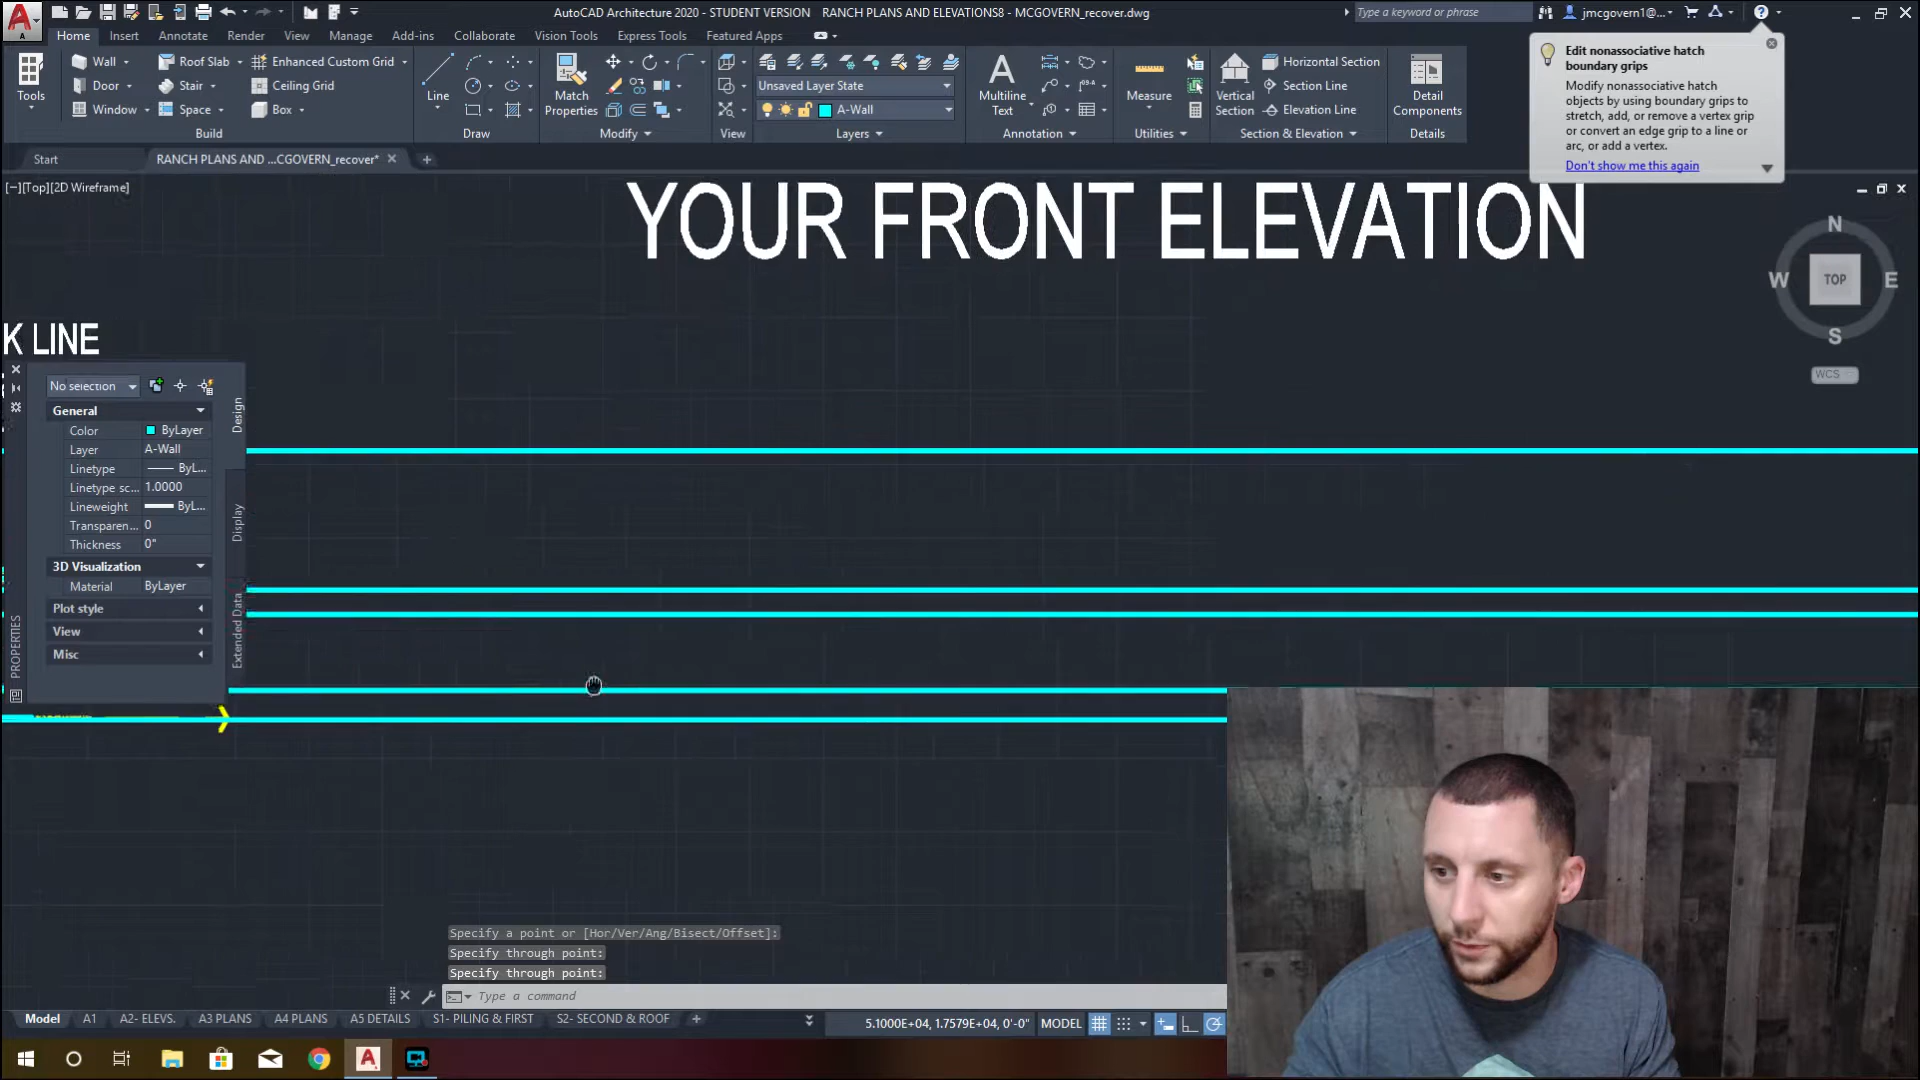 AutoCAD Architecture 2020 - STUDENT VERSION RANCH PLANS AND ELEVATIONS8 - MCGOVERN_recover.dwg
Type a keyword or phrase
jmcgovern1@...
Home Insert Annotate Render View Manage Add-ins Collaborate Vision Tools Express Tools Featured Apps
Tools
Wall
Door
Window
Roof Slab
Stair
Space
Enhanced Custom Grid
Ceiling Grid
Box
Build
Line
Draw
Match
Properties
Modify
View
Unsaved Layer State
A-Wall
Layers
Multiline
Text
Annotation
Measure
Utilities
Vertical
Section
Horizontal Section
Section Line
Elevation Line
Section & Elevation
Detail
Components
Details
Edit nonassociative hatch
boundary grips
Modify nonassociative hatch
objects by using boundary grips to
stretch, add, or remove a vertex grip
or convert an edge grip to a line or
arc, or add a vertex.
Don't show me this again
Start
RANCH PLANS AND ...CGOVERN_recover*
[−][Top][2D Wireframe]
YOUR FRONT ELEVATION
N
W
TOP
E
S
WCS
K LINE
No selection
General
Color ByLayer
Layer A-Wall
Linetype ByL...
Linetype sc... 1.0000
Lineweight ByL...
Transparen... 0
Thickness 0"
3D Visualization
Material ByLayer
Plot style
View
Misc
Design
Display
Extended Data
PROPERTIES
Specify a point or [Hor/Ver/Ang/Bisect/Offset]:
Specify through point:
Specify through point:
Type a command
Model A1 A2- ELEVS. A3 PLANS A4 PLANS A5 DETAILS S1- PILING & FIRST S2- SECOND & ROOF
5.1000E+04, 1.7579E+04, 0'-0" MODEL